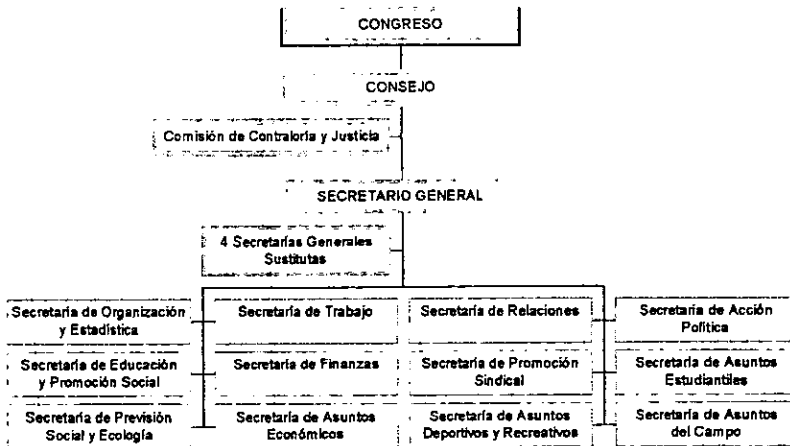 CONGRESO
CONSEJO
Comisión de Contraloría y Justicia
SECRETARIO GENERAL
4 Secretarías Generales
Sustitutas
Secretaría de Organización
y Estadística
Secretaría de Trabajo
Secretaría de Relaciones
Secretaría de Acción
Política
Secretaría de Educación
y Promoción Social
Secretaría de Finanzas
Secretaría de Promoción
Sindical
Secretaría de Asuntos
Estudiantiles
Secretaría de Previsión
Social y Ecología
Secretaría de Asuntos
Económicos
Secretaría de Asuntos
Deportivos y Recreativos
Secretaría de Asuntos
del Campo